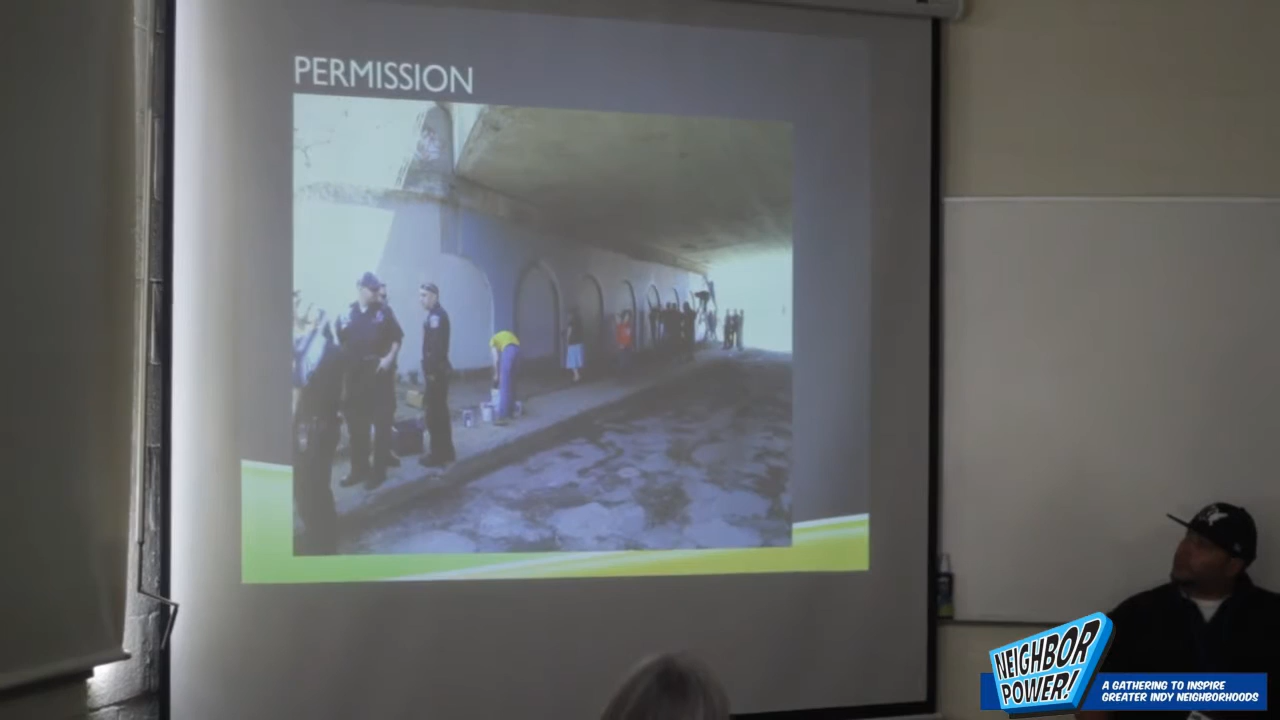 PERMISSION
NEIGHBOR
POWER!
A GATHERING TO INSPIRE
GREATER INDY NEIGHBORHOODS